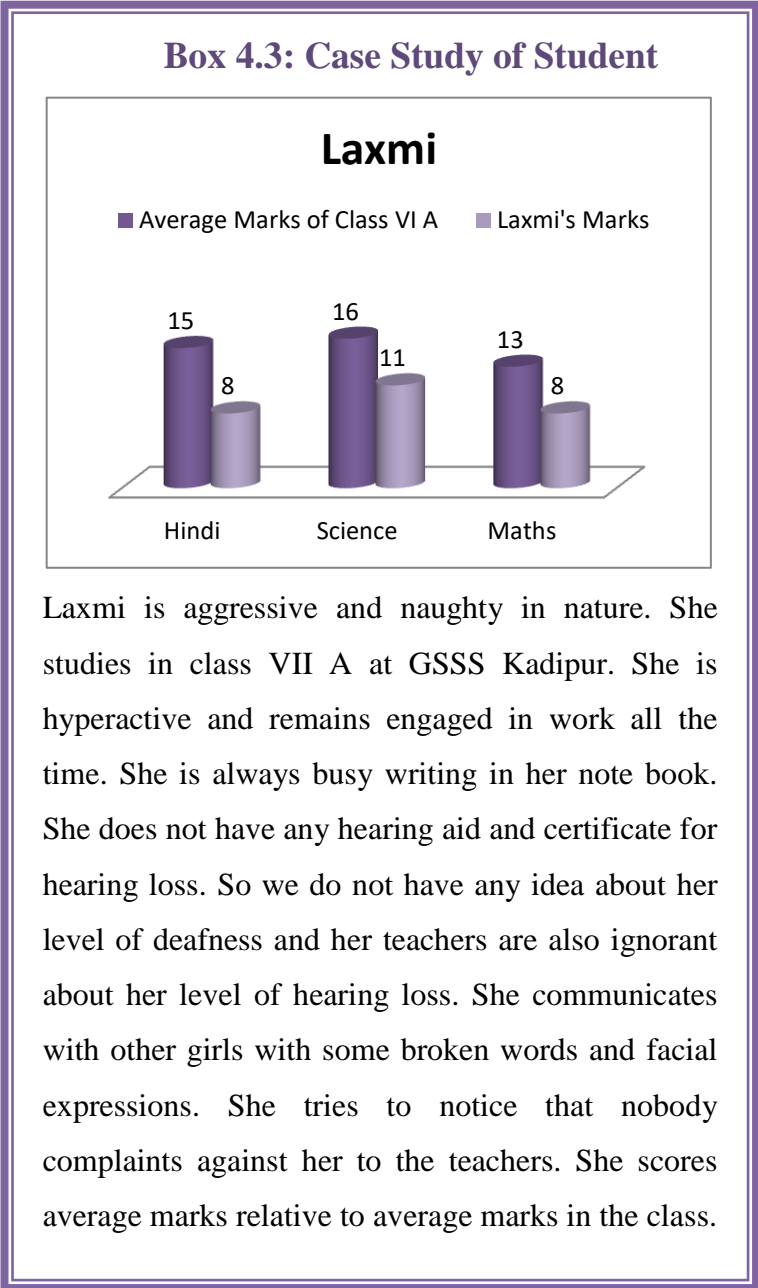 Box 4.3: Case Study of Student
Laxmi
Average Marks of Class VI A Laxmi's Marks
15 8 16 11 13 8
Hindi Science Maths
Laxmi is aggressive and naughty in nature. She
studies in class VII A at GSSS Kadipur. She is
hyperactive and remains engaged in work all the
time. She is always busy writing in her note book.
She does not have any hearing aid and certificate for
hearing loss. So we do not have any idea about her
level of deafness and her teachers are also ignorant
about her level of hearing loss. She communicates
with other girls with some broken words and facial
expressions. She tries to notice that nobody
complaints against her to the teachers. She scores
average marks relative to average marks in the class.